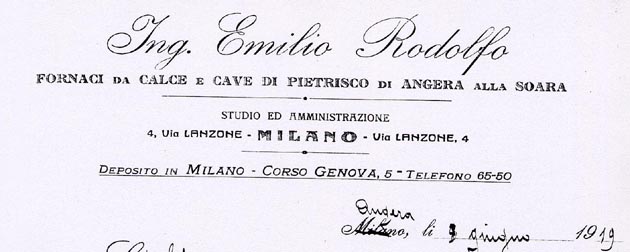 Ing. Emilio Rodolfo
FORNACI DA CALCE E CAVE DI PIETRISCO DI ANGERA ALLA SOARA
STUDIO ED AMMINISTRAZIONE
4, Via LANZONE - MILANO - Via LANZONE, 4
DEPOSITO IN MILANO - CORSO GENOVA, 5 - TELEFONO 65-50
Angera
Milano, li giugno 1919